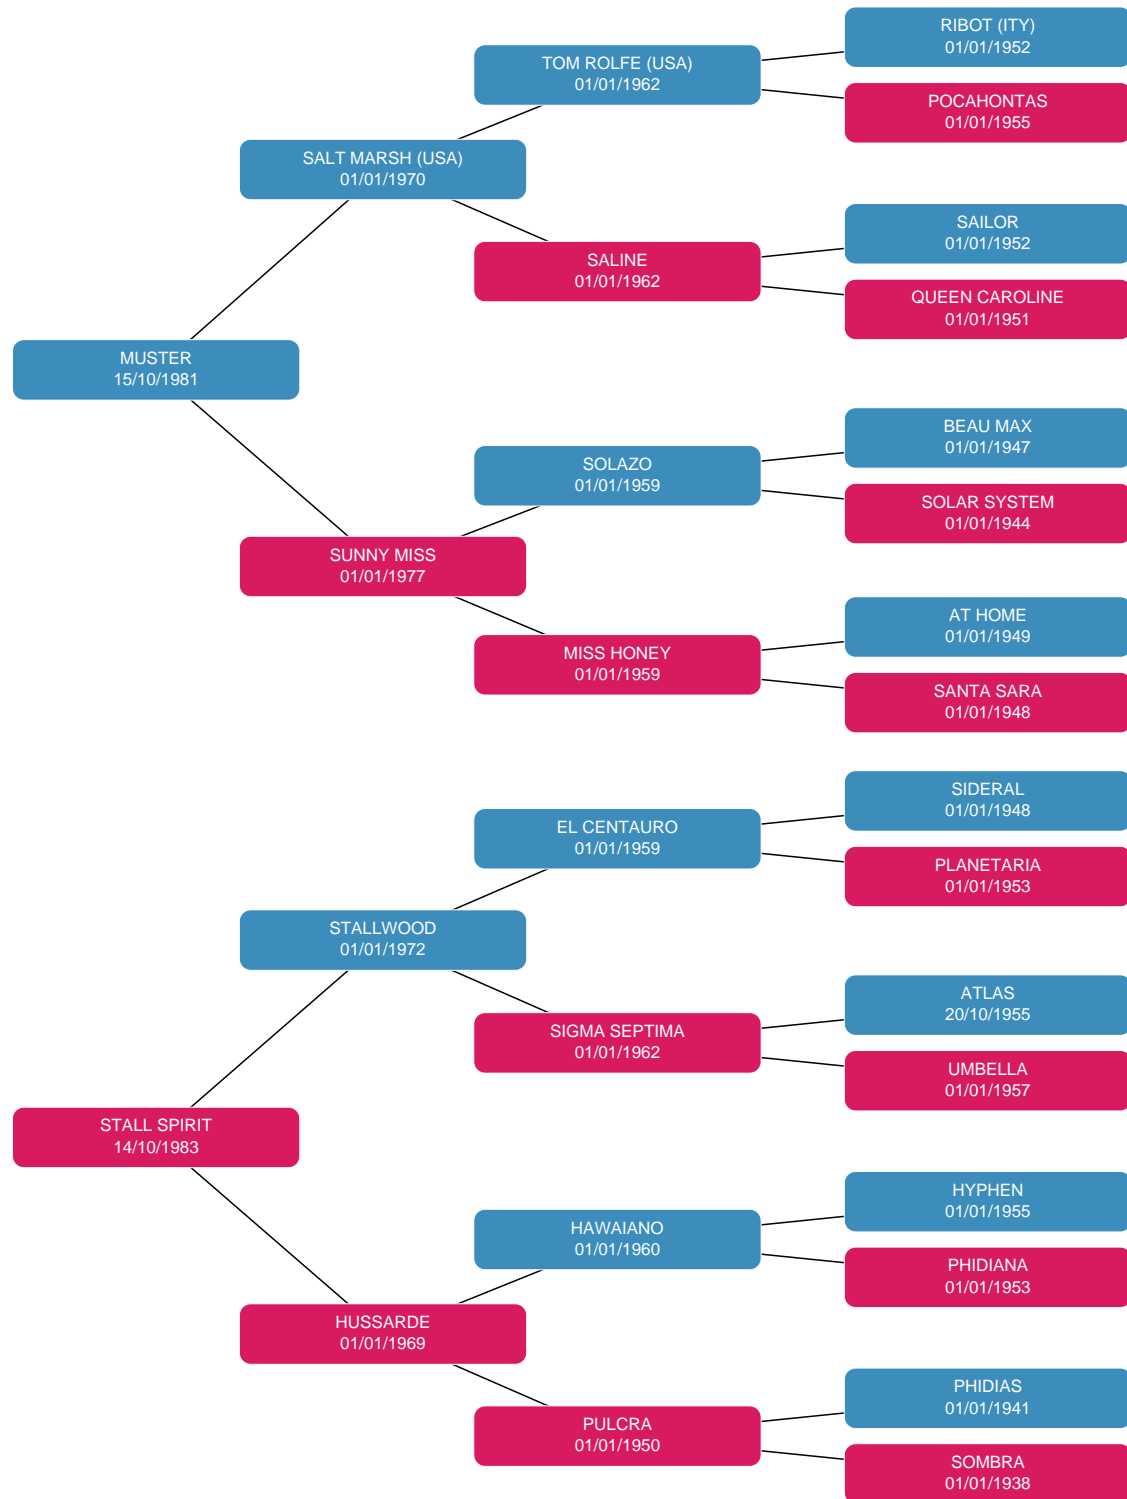 RIBOT (ITY)
01/01/1952
TOM ROLFE (USA)
01/01/1962
POCAHONTAS
01/01/1955
SALT MARSH (USA)
01/01/1970
SAILOR
01/01/1952
SALINE
01/01/1962
QUEEN CAROLINE
01/01/1951
MUSTER
15/10/1981
BEAU MAX
01/01/1947
SOLAZO
01/01/1959
SOLAR SYSTEM
01/01/1944
SUNNY MISS
01/01/1977
AT HOME
01/01/1949
MISS HONEY
01/01/1959
SANTA SARA
01/01/1948
SIDERAL
01/01/1948
EL CENTAURO
01/01/1959
PLANETARIA
01/01/1953
STALLWOOD
01/01/1972
ATLAS
20/10/1955
SIGMA SEPTIMA
01/01/1962
UMBELLA
01/01/1957
STALL SPIRIT
14/10/1983
HYPHEN
01/01/1955
HAWAIANO
01/01/1960
PHIDIANA
01/01/1953
HUSSARDE
01/01/1969
PHIDIAS
01/01/1941
PULCRA
01/01/1950
SOMBRA
01/01/1938